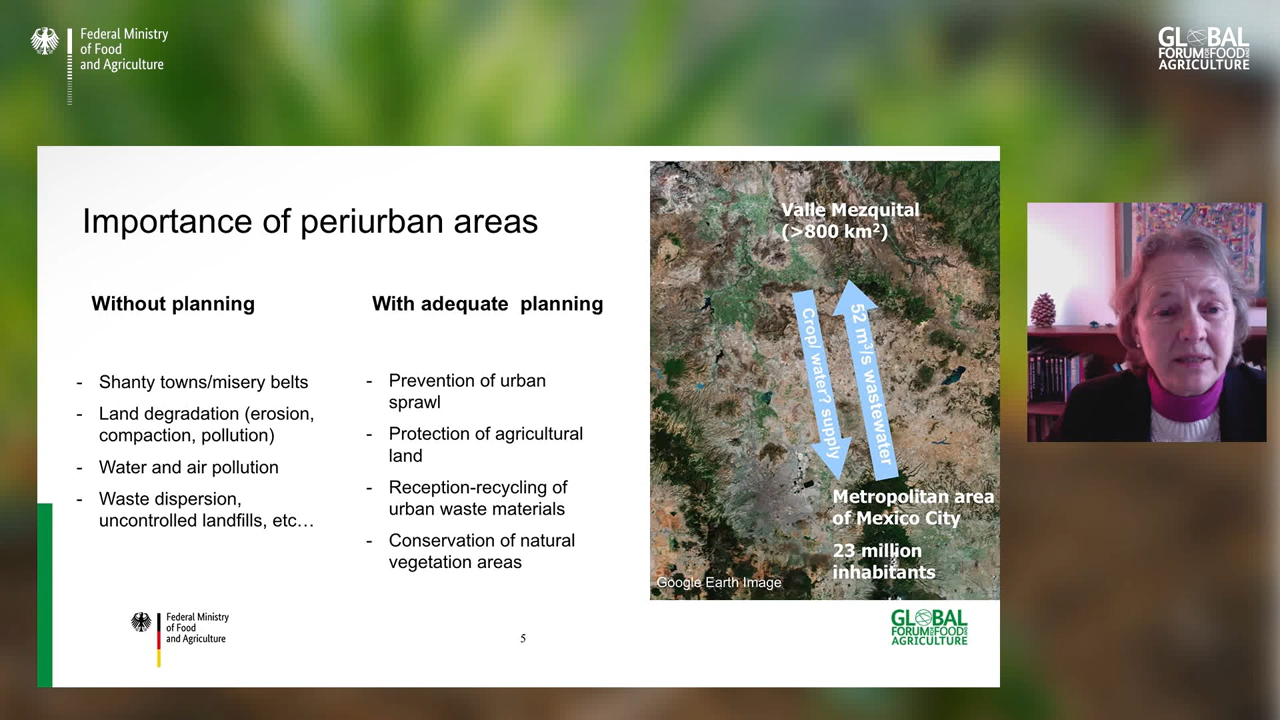 Federal Ministry
of Food
and Agriculture
GLOBAL
FORUM FOR FOOD AND
AGRICULTURE
Importance of periurban areas
Without planning
- Shanty towns/misery belts
- Land degradation (erosion,
compaction, pollution)
- Water and air pollution
- Waste dispersion,
uncontrolled landfills, etc…
With adequate planning
- Prevention of urban
sprawl
- Protection of agricultural
land
- Reception-recycling of
urban waste materials
- Conservation of natural
vegetation areas
Valle Mezquital
(>800 km²)
Crop/ water? supply
52 m³/s wastewater
Metropolitan area
of Mexico City
23 million
inhabitants
Google Earth Image
Federal Ministry
of Food
and Agriculture
5
GLOBAL
FORUM FOR FOOD AND
AGRICULTURE